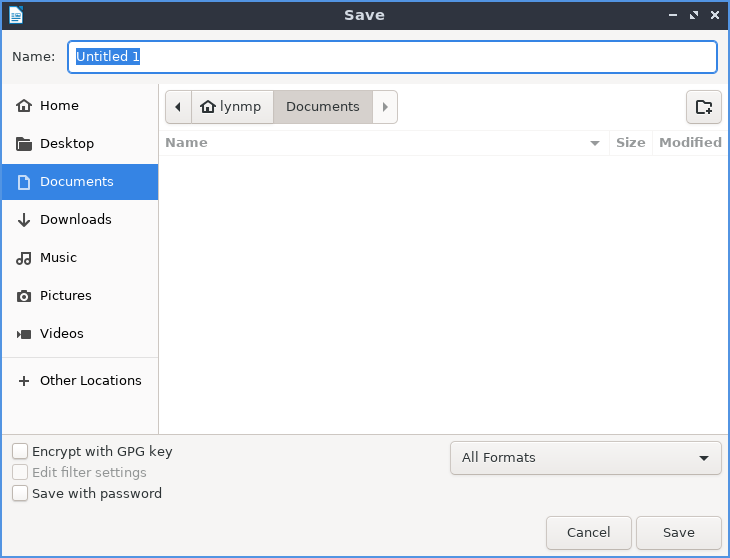 Save
Name: Untitled 1
Home
Desktop
Documents
Downloads
Music
Pictures
Videos
Other Locations
lynmp Documents
Name Size Modified
Encrypt with GPG key
Edit filter settings
Save with password
All Formats
Cancel Save